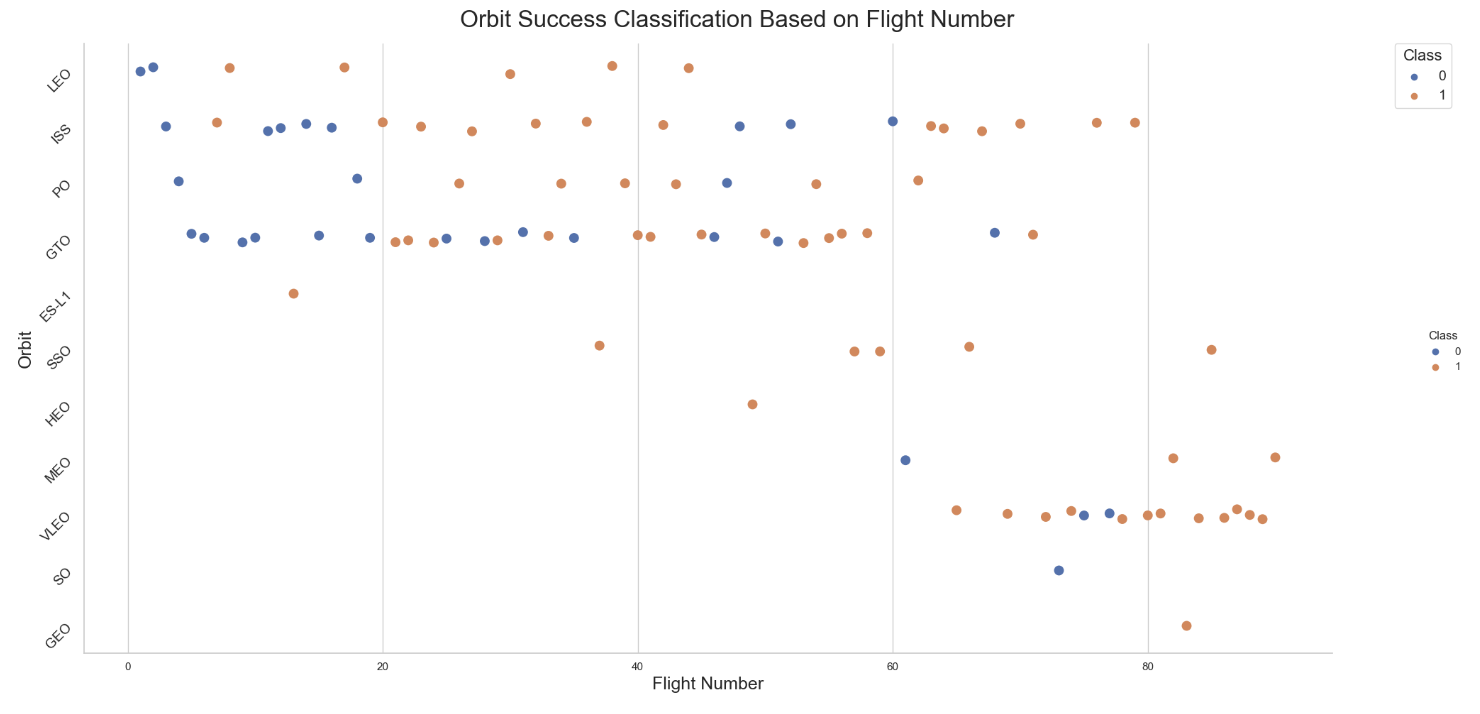 Orbit Success Classification Based on Flight Number
Orbit
LEO
ISS
PO
GTO
ES-L1
SSO
HEO
MEO
VLEO
SO
GEO
0
20
40
60
80
Flight Number
Class
0
1
Class
0
1